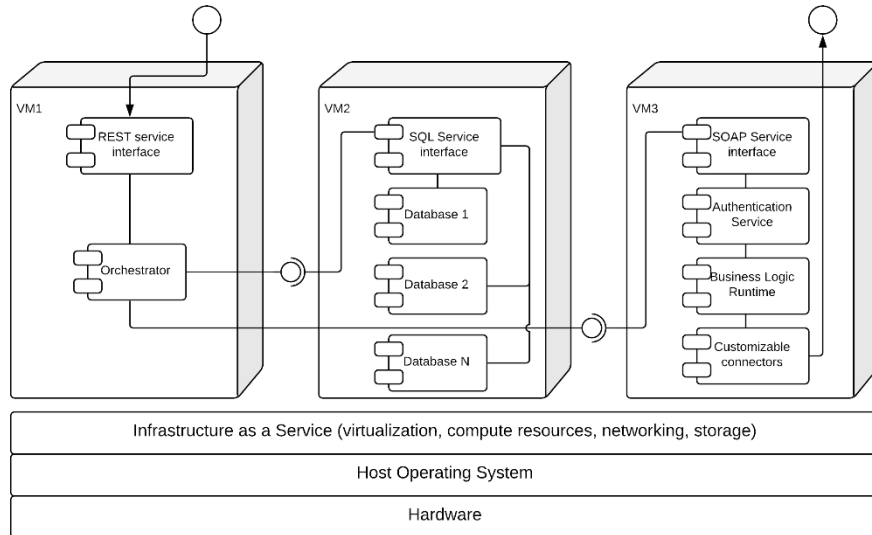 VM1
REST service
interface
Orchestrator
VM2
SQL Service
interface
Database 1
Database 2
Database N
VM3
SOAP Service
interface
Authentication
Service
Business Logic
Runtime
Customizable
connectors
Infrastructure as a Service (virtualization, compute resources, networking, storage)
Host Operating System
Hardware